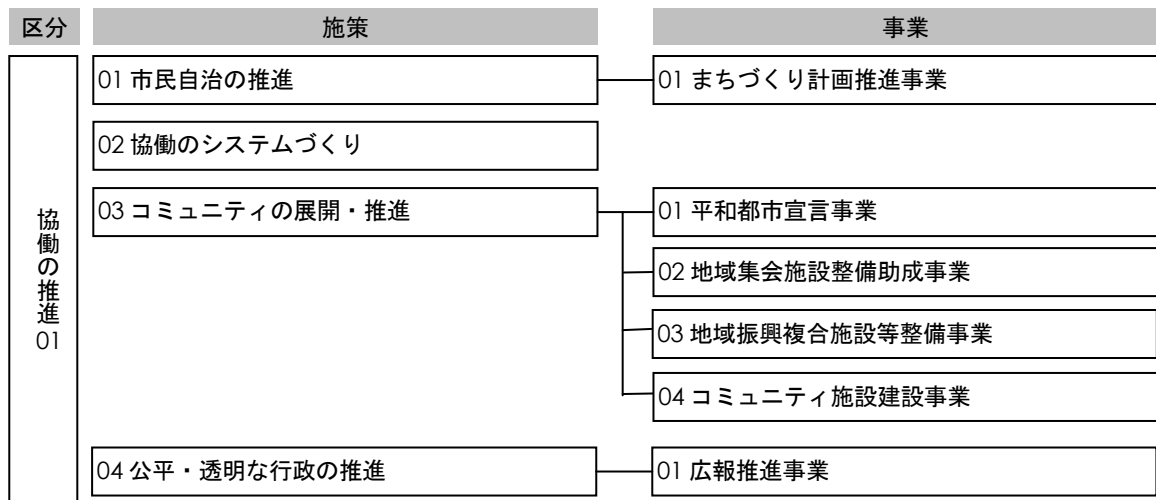 区分
施策
事業
協働の推進 01
01 市民自治の推進
01 まちづくり計画推進事業
02 協働のシステムづくり
03 コミュニティの展開・推進
01 平和都市宣言事業
02 地域集会施設整備助成事業
03 地域振興複合施設等整備事業
04 コミュニティ施設建設事業
04 公平・透明な行政の推進
01 広報推進事業